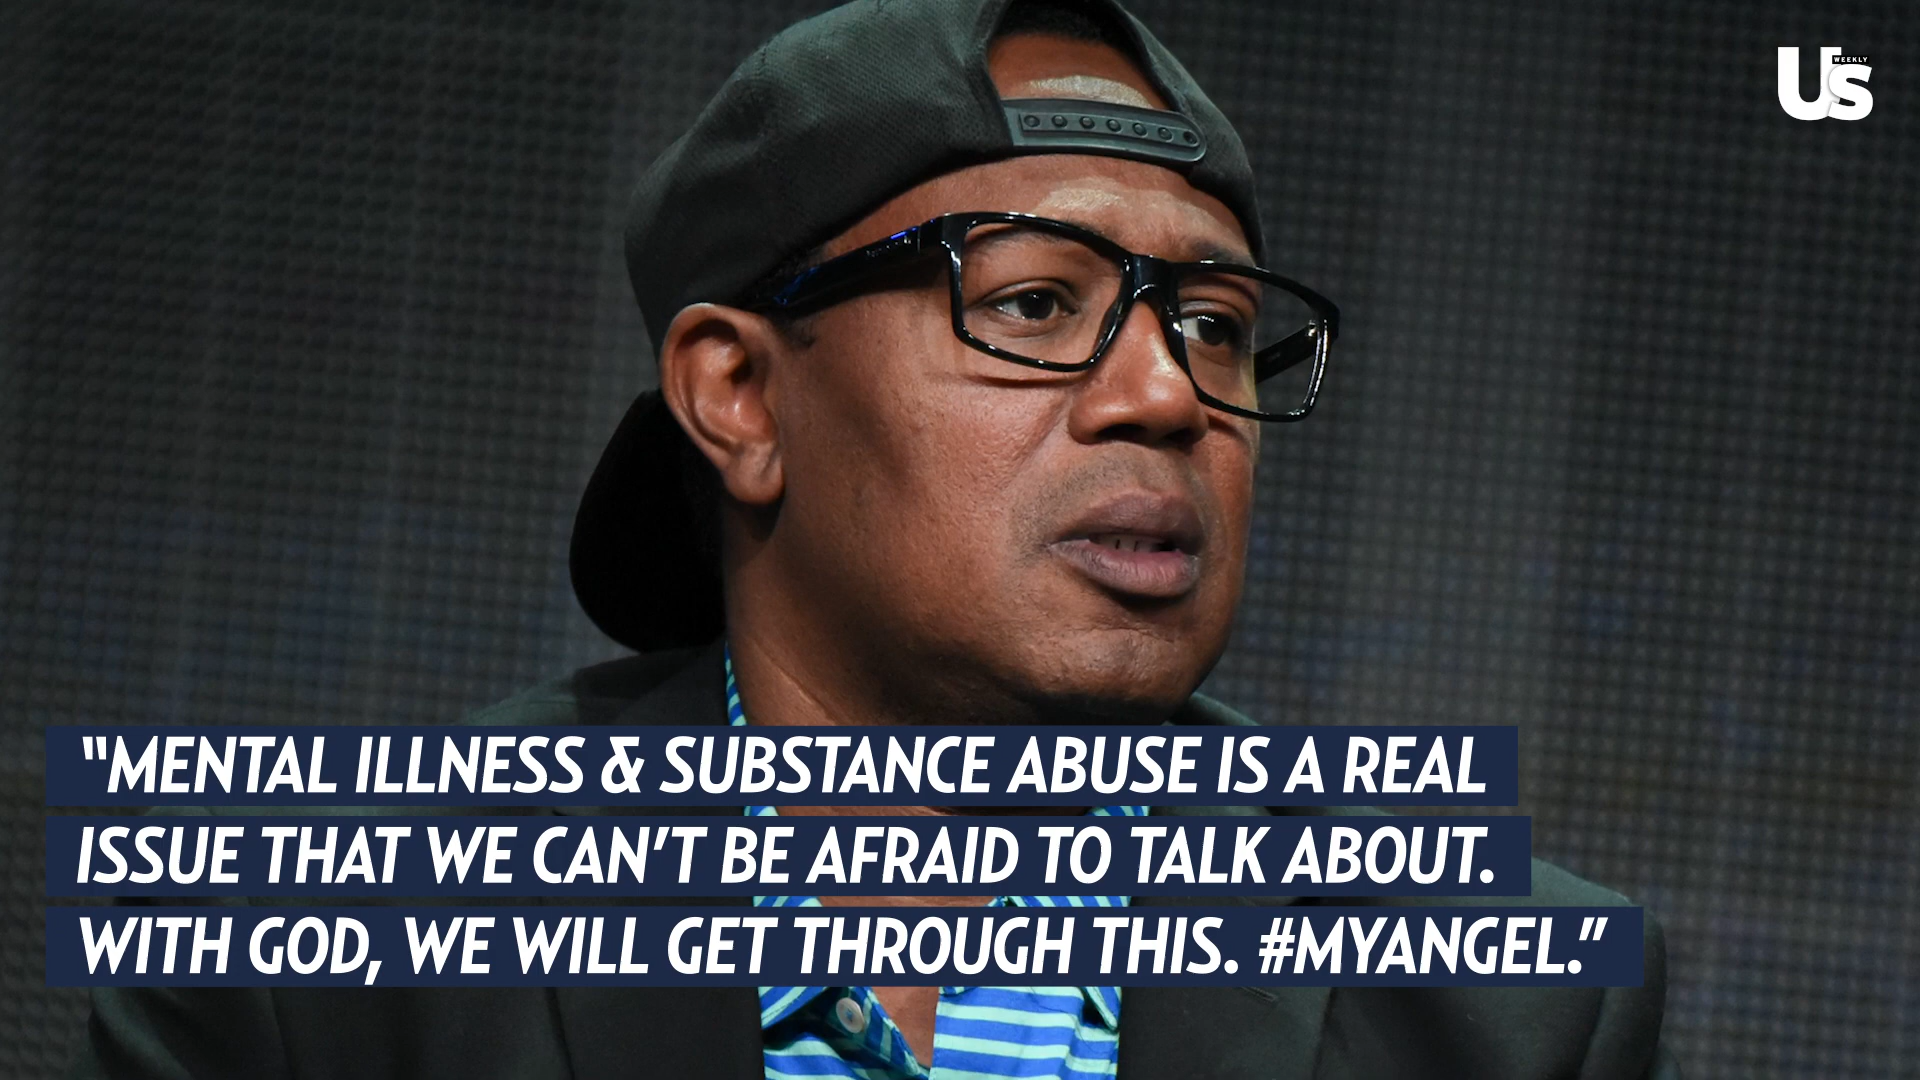 Us
WEEKLY
“MENTAL ILLNESS & SUBSTANCE ABUSE IS A REAL
ISSUE THAT WE CAN’T BE AFRAID TO TALK ABOUT.
WITH GOD, WE WILL GET THROUGH THIS. #MYANGEL.”